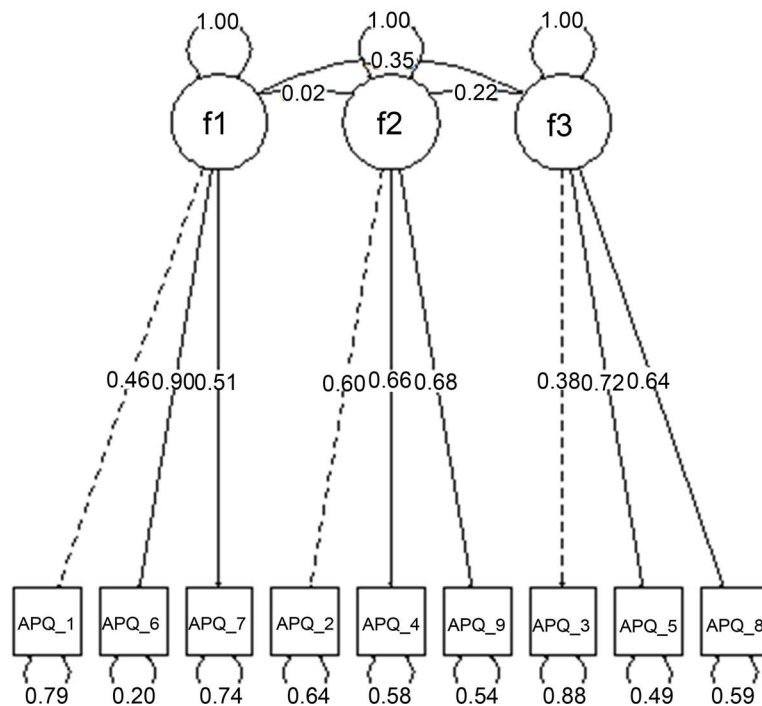 1.00 1.00 1.00
0.35
0.02 0.22
f1 f2 f3
0.46 0.90 0.51 0.60 0.66 0.68 0.38 0.72 0.64
APQ_1 APQ_6 APQ_7 APQ_2 APQ_4 APQ_9 APQ_3 APQ_5 APQ_8
0.79 0.20 0.74 0.64 0.58 0.54 0.88 0.49 0.59